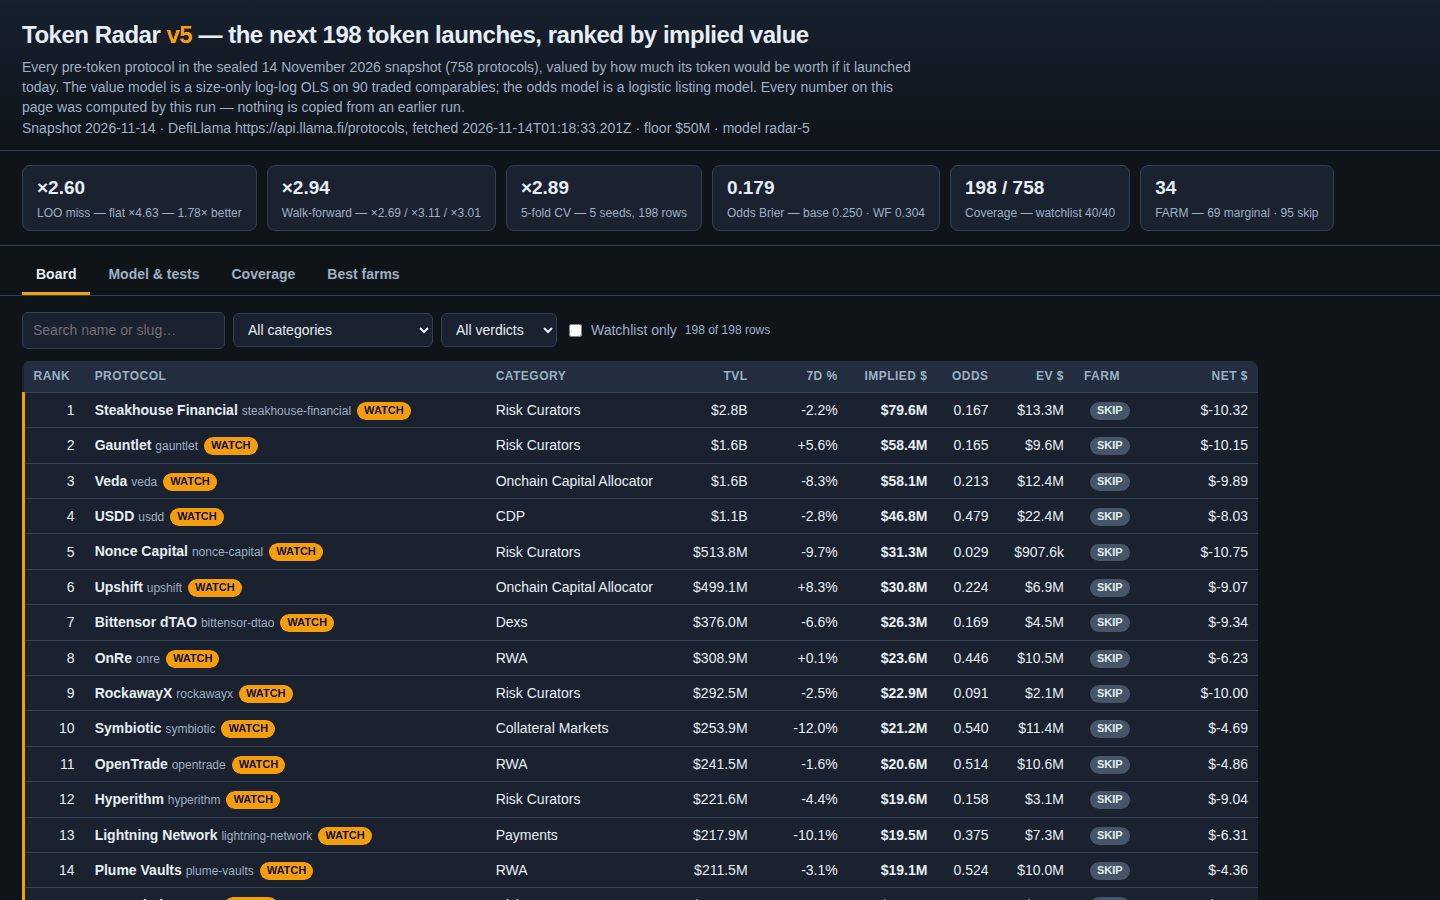 Token Radar v5 — the next 198 token launches, ranked by implied value
Every pre-token protocol in the sealed 14 November 2026 snapshot (758 protocols), valued by how much its token would be worth if it launched
today. The value model is a size-only log-log OLS on 90 traded comparables; the odds model is a logistic listing model. Every number on this
page was computed by this run — nothing is copied from an earlier run.
Snapshot 2026-11-14 · DefiLlama https://api.llama.fi/protocols, fetched 2026-11-14T01:18:33.201Z · floor $50M · model radar-5
×2.60
LOO miss — flat ×4.63 — 1.78× better
×2.94
Walk-forward — ×2.69 / ×3.11 / ×3.01
×2.89
5-fold CV — 5 seeds, 198 rows
0.179
Odds Brier — base 0.250 · WF 0.304
198 / 758
Coverage — watchlist 40/40
34
FARM — 69 marginal · 95 skip
Board Model & tests Coverage Best farms
Search name or slug… All categories All verdicts Watchlist only 198 of 198 rows
RANK PROTOCOL CATEGORY TVL 7D % IMPLIED $ ODDS EV $ FARM NET $
1 Steakhouse Financial steakhouse-financial WATCH Risk Curators $2.8B -2.2% $79.6M 0.167 $13.3M SKIP $-10.32
2 Gauntlet gauntlet WATCH Risk Curators $1.6B +5.6% $58.4M 0.165 $9.6M SKIP $-10.15
3 Veda veda WATCH Onchain Capital Allocator $1.6B -8.3% $58.1M 0.213 $12.4M SKIP $-9.89
4 USDD usdd WATCH CDP $1.1B -2.8% $46.8M 0.479 $22.4M SKIP $-8.03
5 Nonce Capital nonce-capital WATCH Risk Curators $513.8M -9.7% $31.3M 0.029 $907.6k SKIP $-10.75
6 Upshift upshift WATCH Onchain Capital Allocator $499.1M +8.3% $30.8M 0.224 $6.9M SKIP $-9.07
7 Bittensor dTAO bittensor-dtao WATCH Dexs $376.0M -6.6% $26.3M 0.169 $4.5M SKIP $-9.34
8 OnRe onre WATCH RWA $308.9M +0.1% $23.6M 0.446 $10.5M SKIP $-6.23
9 RockawayX rockawayx WATCH Risk Curators $292.5M -2.5% $22.9M 0.091 $2.1M SKIP $-10.00
10 Symbiotic symbiotic WATCH Collateral Markets $253.9M -12.0% $21.2M 0.540 $11.4M SKIP $-4.69
11 OpenTrade opentrade WATCH RWA $241.5M -1.6% $20.6M 0.514 $10.6M SKIP $-4.86
12 Hyperithm hyperithm WATCH Risk Curators $221.6M -4.4% $19.6M 0.158 $3.1M SKIP $-9.04
13 Lightning Network lightning-network WATCH Payments $217.9M -10.1% $19.5M 0.375 $7.3M SKIP $-6.31
14 Plume Vaults plume-vaults WATCH RWA $211.5M -3.1% $19.1M 0.524 $10.0M SKIP $-4.36